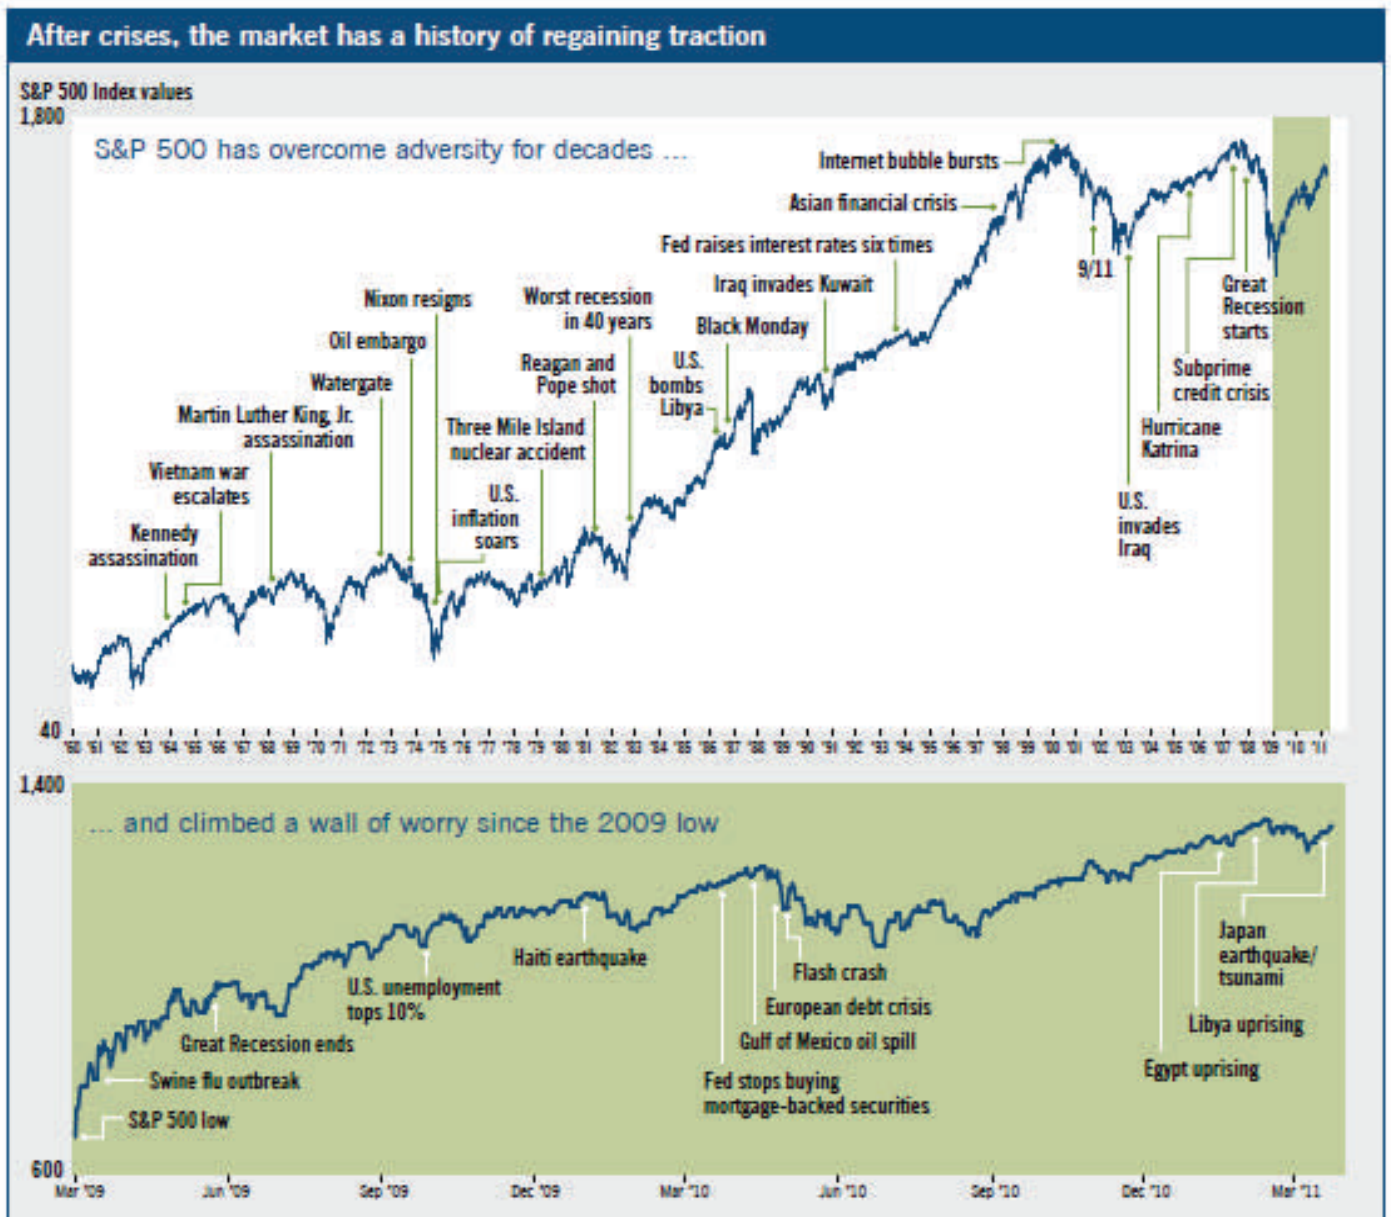 After crises, the market has a history of regaining traction
S&P 500 Index values
1,800
S&P 500 has overcome adversity for decades ...
Internet bubble bursts
Asian financial crisis
Fed raises interest rates six times
9/11
Iraq invades Kuwait
Nixon resigns
Worst recession
in 40 years
Black Monday
Great
Recession
starts
Oil embargo
Reagan and
Pope shot
U.S.
bombs
Libya
Subprime
credit crisis
Watergate
Martin Luther King, Jr.
assassination
Three Mile Island
nuclear accident
Hurricane
Katrina
Vietnam war
escalates
U.S.
inflation
soars
U.S.
invades
Iraq
Kennedy
assassination
40
'60 '61 '62 '63 '64 '65 '66 '67 '68 '69 '70 '71 '72 '73 '74 '75 '76 '77 '78 '79 '80 '81 '82 '83 '84 '85 '86 '87 '88 '89 '90 '91 '92 '93 '94 '95 '96 '97 '98 '99 '00 '01 '02 '03 '04 '05 '06 '07 '08 '09 '10 '11
1,400
... and climbed a wall of worry since the 2009 low
Japan
earthquake/
tsunami
Haiti earthquake
Flash crash
U.S. unemployment
tops 10%
European debt crisis
Libya uprising
Great Recession ends
Gulf of Mexico oil spill
Egypt uprising
Swine flu outbreak
Fed stops buying
mortgage-backed securities
S&P 500 low
600
Mar '09 Jun '09 Sep '09 Dec '09 Mar '10 Jun '10 Sep '10 Dec '10 Mar '11